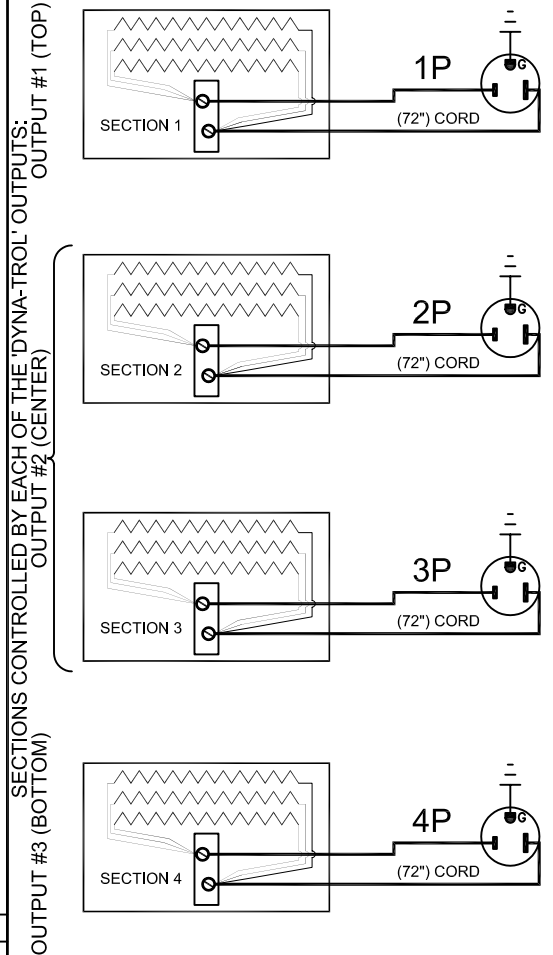 SECTIONS CONTROLLED BY EACH OF THE 'DYNA-TROL' OUTPUTS:
OUTPUT #1 (TOP)
SECTION 1
1P
(72") CORD
G
OUTPUT #2 (CENTER)
SECTION 2
2P
(72") CORD
G
SECTION 3
3P
(72") CORD
G
OUTPUT #3 (BOTTOM)
SECTION 4
4P
(72") CORD
G